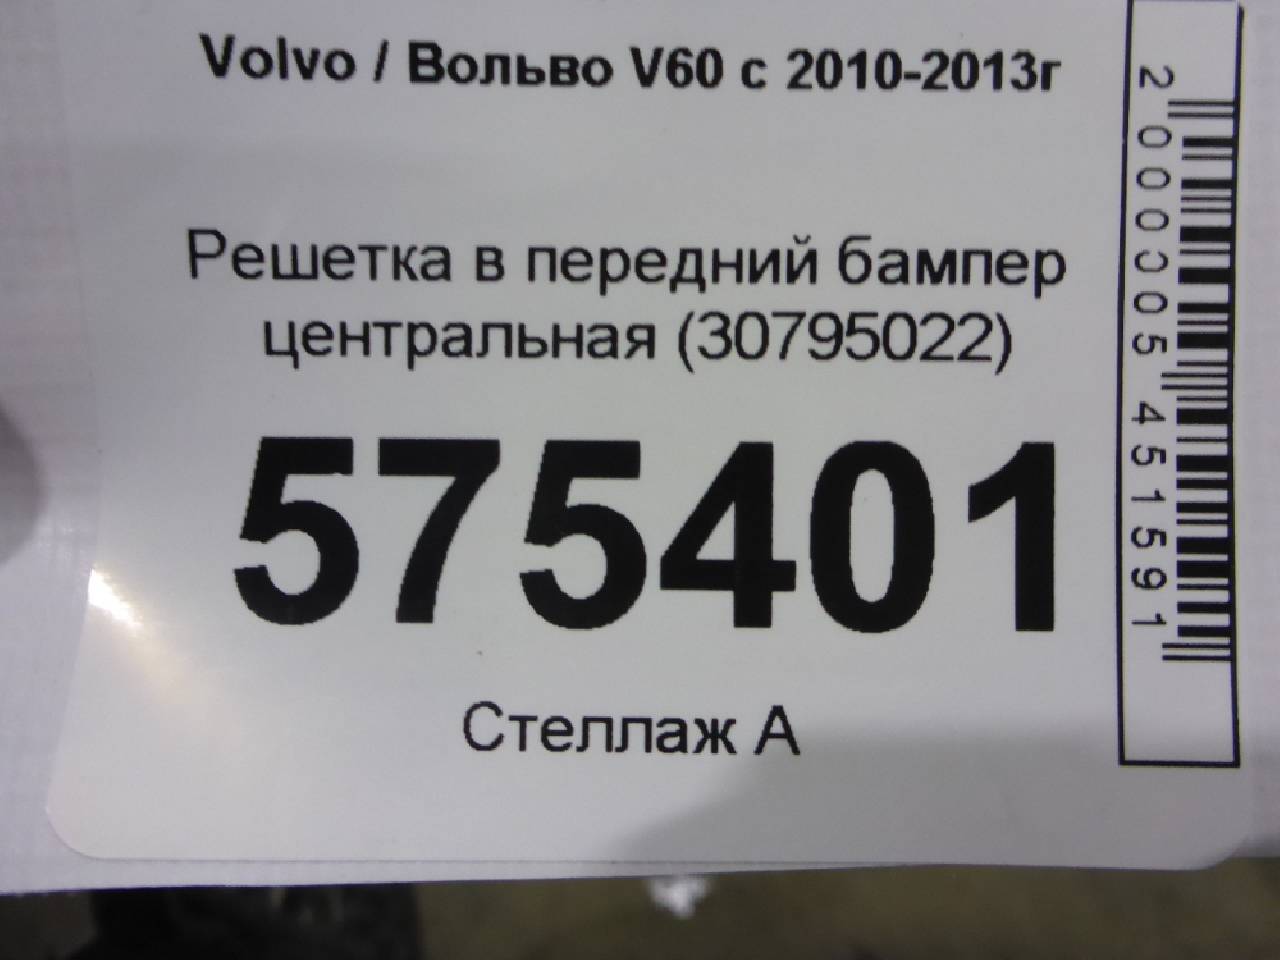 Volvo / Вольво V60 с 2010-2013г
Решетка в передний бампер
центральная (30795022)
575401
Стеллаж А
2000005451591